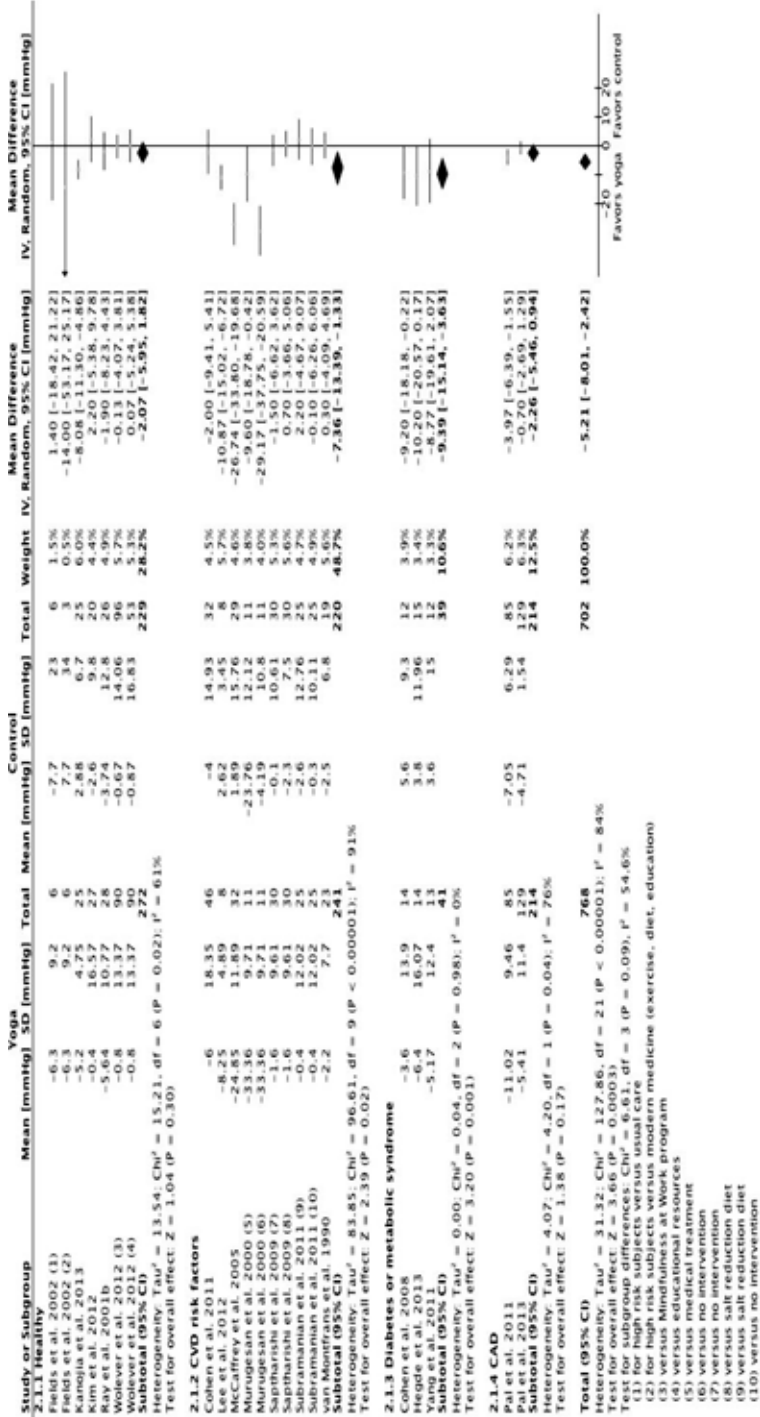 Yoga Control Mean Difference Mean Difference
Study or Subgroup Mean [mmHg] SD [mmHg] Total Mean [mmHg] SD [mmHg] Total Weight IV, Random, 95% CI [mmHg] IV, Random, 95% CI [mmHg]
2.1.1 Healthy
Fields et al. 2002 (1) -6.3 9.2 6 -7.7 23 6 1.5% 1.40 [-18.42, 21.22]
Fields et al. 2002 (2) -6.3 9.2 6 7.7 34 3 0.5% -14.00 [-53.17, 25.17]
Kanojia et al. 2013 -5.2 4.75 25 2.88 6.7 25 6.0% -8.08 [-11.30, -4.86]
Kim et al. 2012 -0.4 16.57 27 -2.6 9.8 20 4.4% 2.20 [-5.38, 9.78]
Ray et al. 2001b -5.64 10.77 28 -3.74 12.8 26 4.9% -1.90 [-8.23, 4.43]
Wolever et al. 2012 (3) -0.8 13.37 90 -0.67 14.06 96 5.7% -0.13 [-4.07, 3.81]
Wolever et al. 2012 (4) -0.8 13.37 90 -0.87 16.83 53 5.3% 0.07 [-5.24, 5.38]
Subtotal (95% CI) 272 229 28.2% -2.07 [-5.95, 1.82]
Heterogeneity: Tau² = 13.54; Chi² = 15.21, df = 6 (P = 0.02); I² = 61%
Test for overall effect: Z = 1.04 (P = 0.30)
2.1.2 CVD risk factors
Cohen et al. 2011 -6 18.35 46 -4 14.93 32 4.5% -2.00 [-9.41, 5.41]
Lee et al. 2012 -8.25 4.89 8 2.62 3.45 8 5.7% -10.87 [-15.02, -6.72]
McCaffrey et al. 2005 -24.85 11.89 32 1.89 15.76 29 4.6% -26.74 [-33.80, -19.68]
Murugesan et al. 2000 (5) -33.36 9.71 11 -23.76 12.12 11 3.8% -9.60 [-18.78, -0.42]
Murugesan et al. 2000 (6) -33.36 9.71 11 -4.19 10.8 11 4.0% -29.17 [-37.75, -20.59]
Saptharishi et al. 2009 (7) -1.6 9.61 30 -0.1 10.61 30 5.3% -1.50 [-6.62, 3.62]
Saptharishi et al. 2009 (8) -1.6 9.61 30 -2.3 7.5 30 5.6% 0.70 [-3.66, 5.06]
Subramanian et al. 2011 (9) -0.4 12.02 25 -2.6 12.76 25 4.7% 2.20 [-4.67, 9.07]
Subramanian et al. 2011 (10) -0.4 12.02 25 -0.3 10.11 25 4.9% -0.10 [-6.26, 6.06]
van Montfrans et al. 1990 -2.2 7.7 23 -2.5 6.8 19 5.6% 0.30 [-4.09, 4.69]
Subtotal (95% CI) 241 220 48.7% -7.36 [-13.39, -1.33]
Heterogeneity: Tau² = 83.85; Chi² = 96.61, df = 9 (P < 0.00001); I² = 91%
Test for overall effect: Z = 2.39 (P = 0.02)
2.1.3 Diabetes or metabolic syndrome
Cohen et al. 2008 -3.6 13.9 14 5.6 9.3 12 3.9% -9.20 [-18.18, -0.22]
Hegde et al. 2013 -6.4 16.07 14 3.8 11.96 15 3.4% -10.20 [-20.57, 0.17]
Yang et al. 2011 -5.17 12.4 13 3.6 15 12 3.3% -8.77 [-19.61, 2.07]
Subtotal (95% CI) 41 39 10.6% -9.39 [-15.14, -3.63]
Heterogeneity: Tau² = 0.00; Chi² = 0.04, df = 2 (P = 0.98); I² = 0%
Test for overall effect: Z = 3.20 (P = 0.001)
2.1.4 CAD
Pal et al. 2011 -11.02 9.46 85 -7.05 6.29 85 6.2% -3.97 [-6.39, -1.55]
Pal et al. 2013 -5.41 11.4 129 -4.71 1.54 129 6.3% -0.70 [-2.69, 1.29]
Subtotal (95% CI) 214 214 12.5% -2.26 [-5.46, 0.94]
Heterogeneity: Tau² = 4.07; Chi² = 4.20, df = 1 (P = 0.04); I² = 76%
Test for overall effect: Z = 1.38 (P = 0.17)
Total (95% CI) 768 702 100.0% -5.21 [-8.01, -2.42]
Heterogeneity: Tau² = 31.32; Chi² = 127.86, df = 21 (P < 0.00001); I² = 84%
Test for overall effect: Z = 3.66 (P = 0.0003)
Test for subgroup differences: Chi² = 6.61, df = 3 (P = 0.09), I² = 54.6%
-20 -10 0 10 20
Favors yoga Favors control
(1) for high risk subjects versus usual care
(2) for high risk subjects versus modern medicine (exercise, diet, education)
(3) versus Mindfulness at Work program
(4) versus educational resources
(5) versus medical treatment
(6) versus no intervention
(7) versus no intervention
(8) versus salt reduction diet
(9) versus salt reduction diet
(10) versus no intervention